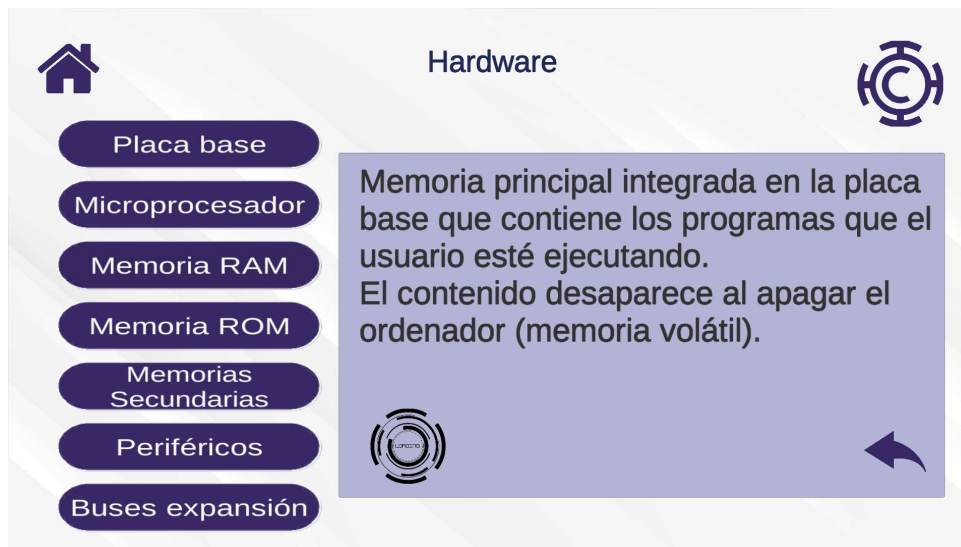 Hardware
Placa base
Microprocesador
Memoria RAM
Memoria ROM
Memorias
Secundarias
Periféricos
Buses expansión
Memoria principal integrada en la placa
base que contiene los programas que el
usuario esté ejecutando.
El contenido desaparece al apagar el
ordenador (memoria volátil).